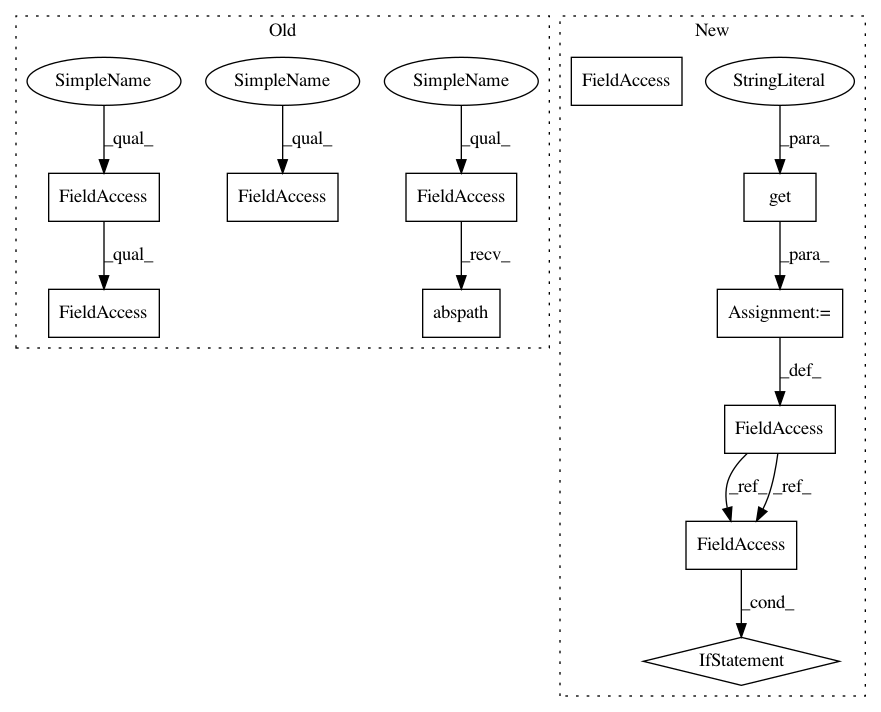 Old
New
SimpleName
SimpleName
SimpleName
FieldAccess
StringLiteral
_qual_
_qual_
_qual_
_para_
FieldAccess
FieldAccess
FieldAccess
get
_qual_
_recv_
_para_
FieldAccess
abspath
Assignment:=
_def_
FieldAccess
_ref_
_ref_
FieldAccess
_cond_
IfStatement